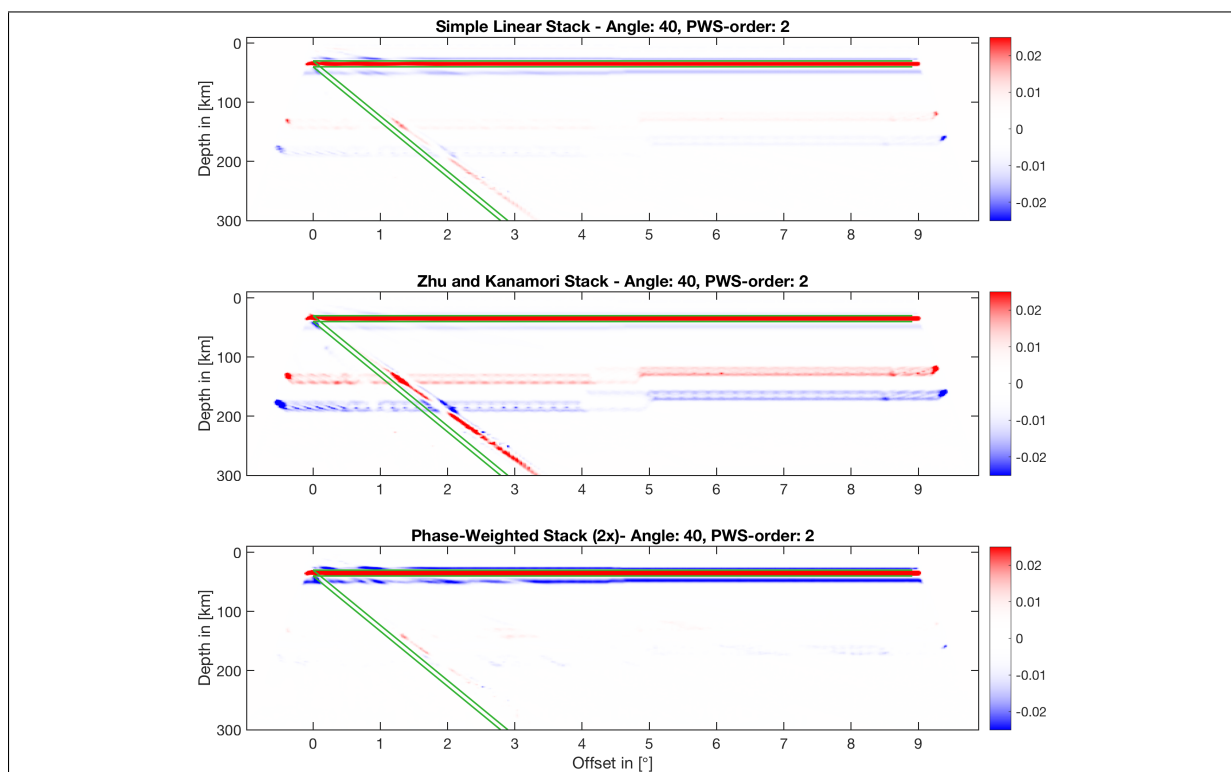 Simple Linear Stack - Angle: 40, PWS-order: 2
0
100
200
300
Depth in [km]
0 1 2 3 4 5 6 7 8 9
0.02
0.01
0
-0.01
-0.02
Zhu and Kanamori Stack - Angle: 40, PWS-order: 2
0
100
200
300
Depth in [km]
0 1 2 3 4 5 6 7 8 9
0.02
0.01
0
-0.01
-0.02
Phase-Weighted Stack (2x)- Angle: 40, PWS-order: 2
0
100
200
300
Depth in [km]
0 1 2 3 4 5 6 7 8 9
Offset in [°]
0.02
0.01
0
-0.01
-0.02